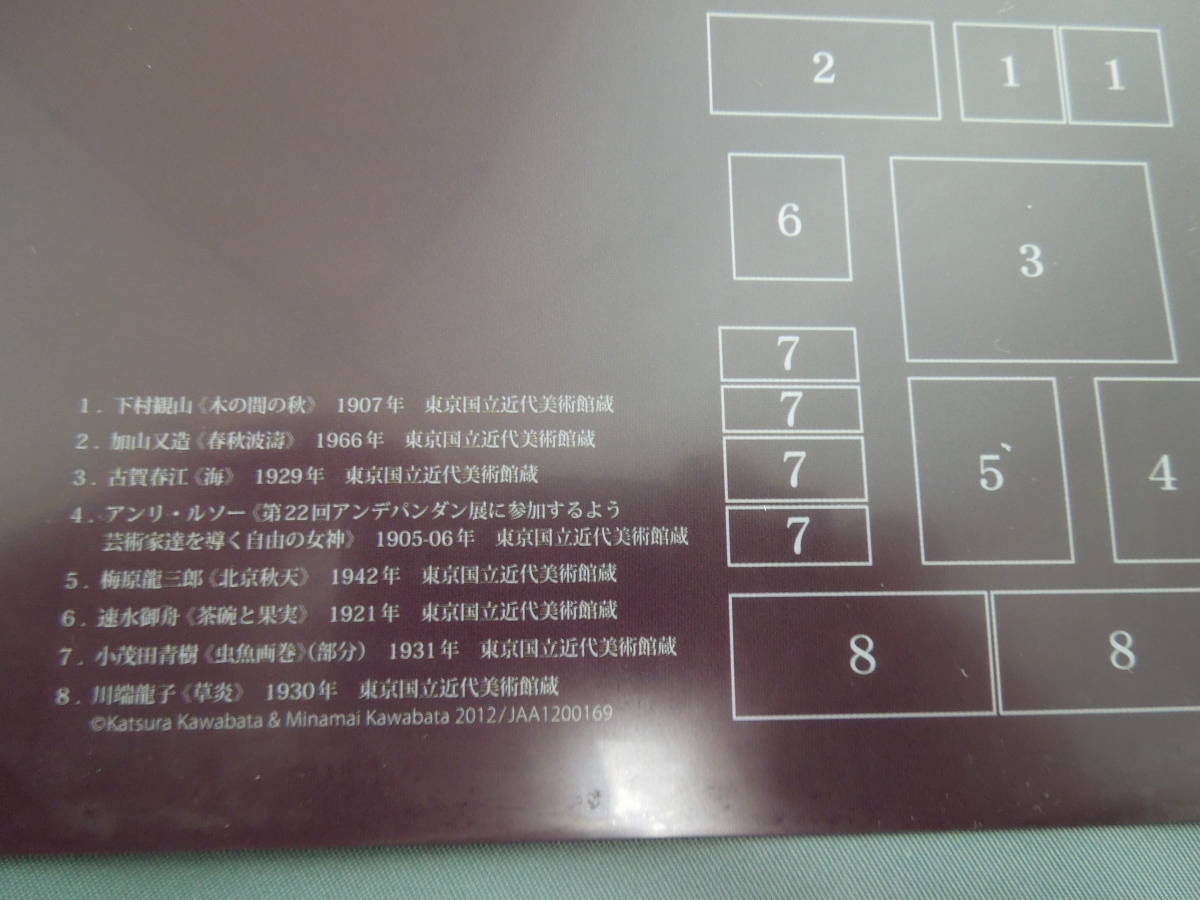 2 1 1
6 3
7
7
7
7
5 4
8 8
1. 下村観山《木の間の秋》 1907年 東京国立近代美術館蔵
2. 加山又造《春秋波濤》 1966年 東京国立近代美術館蔵
3. 古賀春江《海》 1929年 東京国立近代美術館蔵
4. アンリ・ルソー《第22回アンデパンダン展に参加するよう
芸術家達を導く自由の女神》 1905-06年 東京国立近代美術館蔵
5. 梅原龍三郎《北京秋天》 1942年 東京国立近代美術館蔵
6. 速水御舟《茶碗と果実》 1921年 東京国立近代美術館蔵
7. 小茂田青樹《虫魚画巻》(部分) 1931年 東京国立近代美術館蔵
8. 川端龍子《草炎》 1930年 東京国立近代美術館蔵
©Katsura Kawabata & Minamai Kawabata 2012/JAA1200169